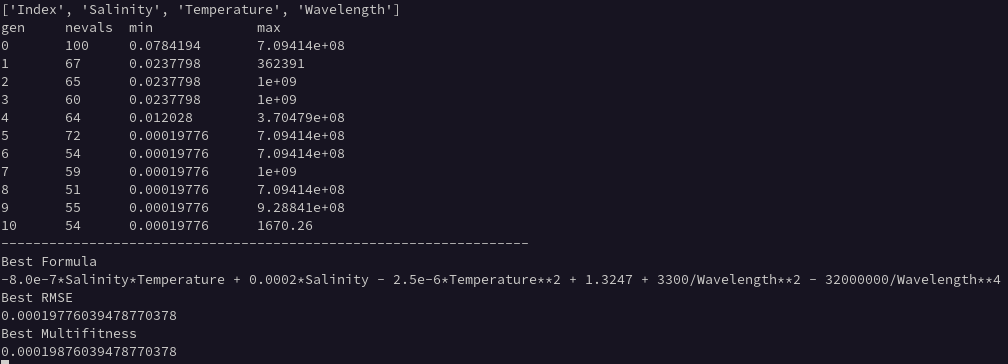 ['Index', 'Salinity', 'Temperature', 'Wavelength']
gen nevals min max
0 100 0.0784194 7.09414e+08
1 67 0.0237798 362391
2 65 0.0237798 1e+09
3 60 0.0237798 1e+09
4 64 0.012028 3.70479e+08
5 72 0.00019776 7.09414e+08
6 54 0.00019776 7.09414e+08
7 59 0.00019776 1e+09
8 51 0.00019776 7.09414e+08
9 55 0.00019776 9.28841e+08
10 54 0.00019776 1670.26
------------------------------------------------------------------
Best Formula
-8.0e-7*Salinity*Temperature + 0.0002*Salinity - 2.5e-6*Temperature**2 + 1.3247 + 3300/Wavelength**2 - 32000000/Wavelength**4
Best RMSE
0.00019776039478770378
Best Multifitness
0.00019876039478770378